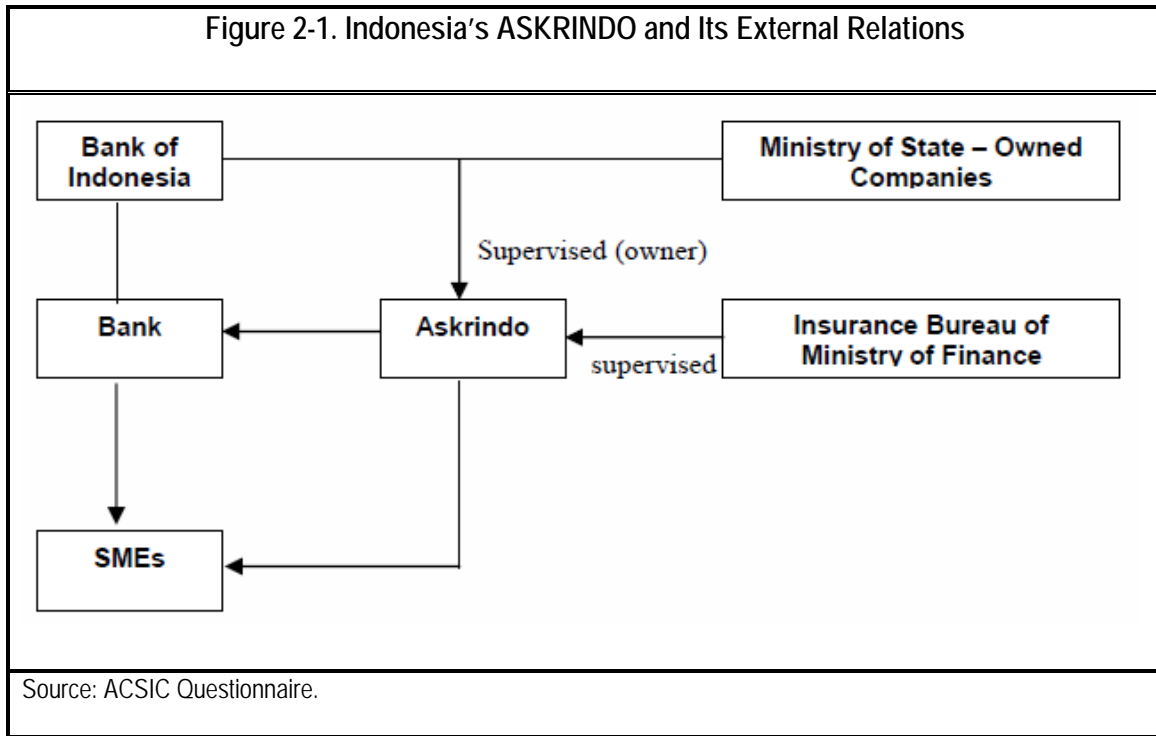 Figure 2-1. Indonesia’s ASKRINDO and Its External Relations
Bank of
Indonesia
Ministry of State – Owned
Companies
Supervised (owner)
Bank
Askrindo
Insurance Bureau of
Ministry of Finance
supervised
SMEs
Source: ACSIC Questionnaire.